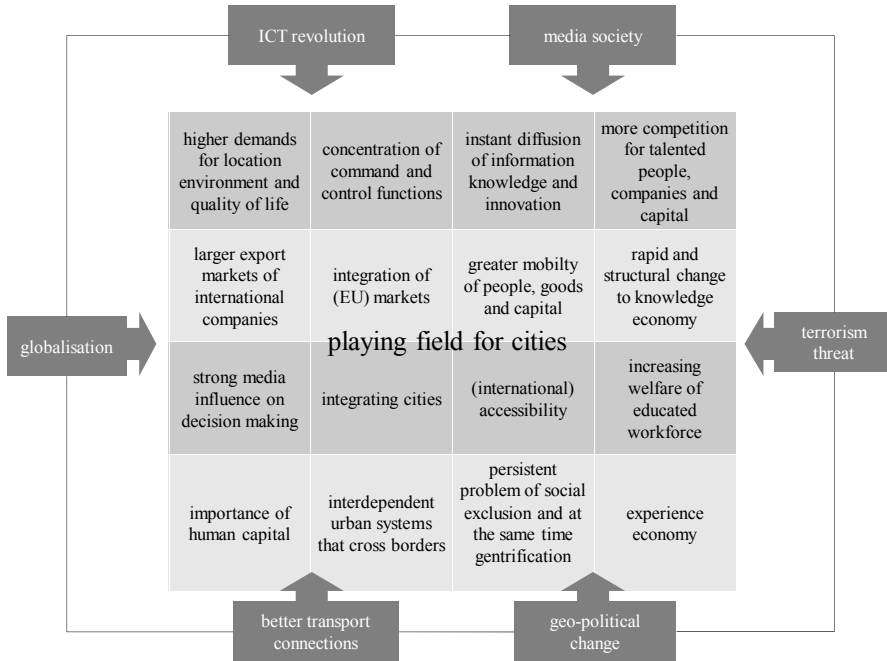 ICT revolution
media society
higher demands
for location
environment and
quality of life
concentration of
command and
control functions
instant diffusion
of information
knowledge and
innovation
more competition
for talented
people,
companies and
capital
larger export
markets of
international
companies
integration of
(EU) markets
greater mobilty
of people, goods
and capital
rapid and
structural change
to knowledge
economy
globalisation
playing field for cities
terrorism
threat
strong media
influence on
decision making
integrating cities
(international)
accessibility
increasing
welfare of
educated
workforce
importance of
human capital
interdependent
urban systems
that cross borders
persistent
problem of social
exclusion and at
the same time
gentrification
experience
economy
better transport
connections
geo-political
change